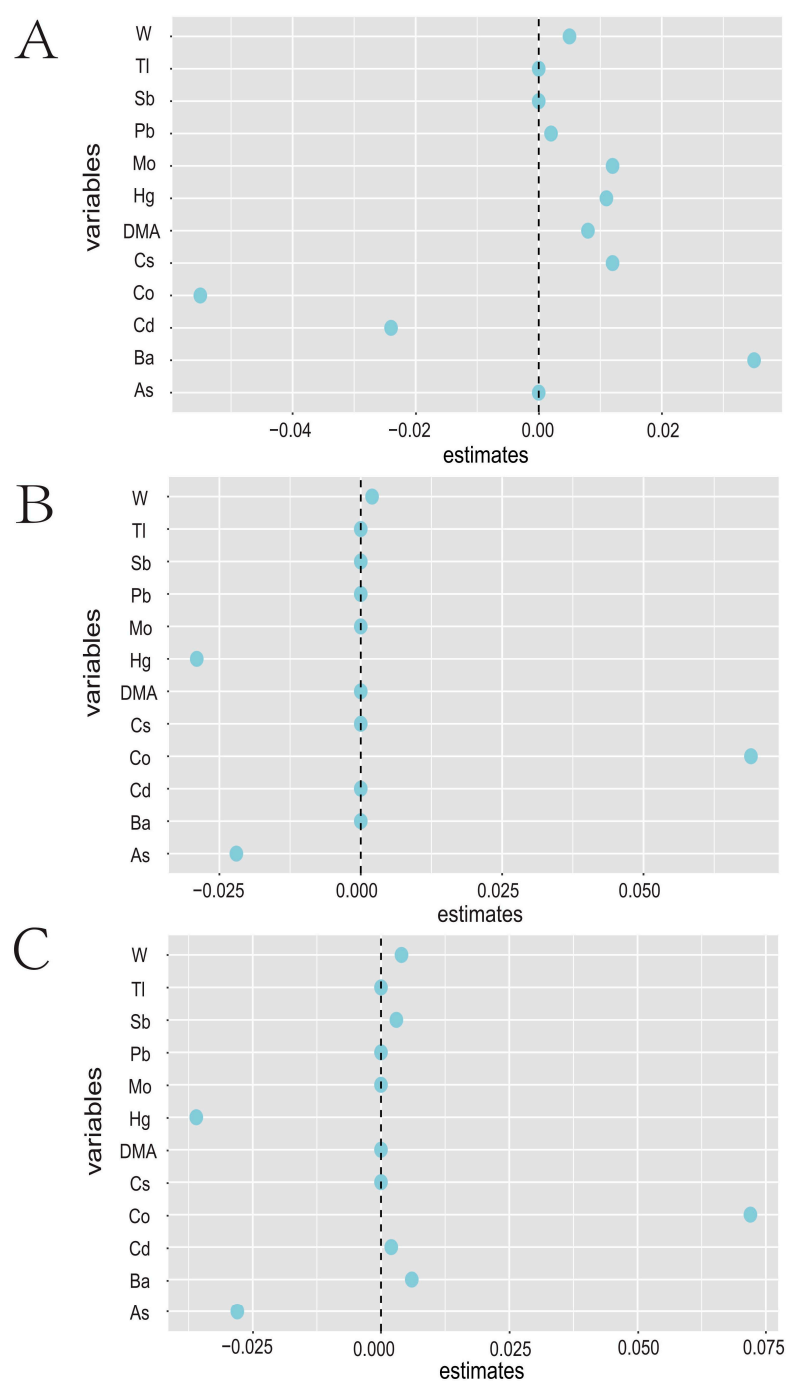 A
variables
W
Tl
Sb
Pb
Mo
Hg
DMA
Cs
Co
Cd
Ba
As
−0.04 −0.02 0.00 0.02
estimates
B
variables
W
Tl
Sb
Pb
Mo
Hg
DMA
Cs
Co
Cd
Ba
As
−0.025 0.000 0.025 0.050
estimates
C
variables
W
Tl
Sb
Pb
Mo
Hg
DMA
Cs
Co
Cd
Ba
As
−0.025 0.000 0.025 0.050 0.075
estimates